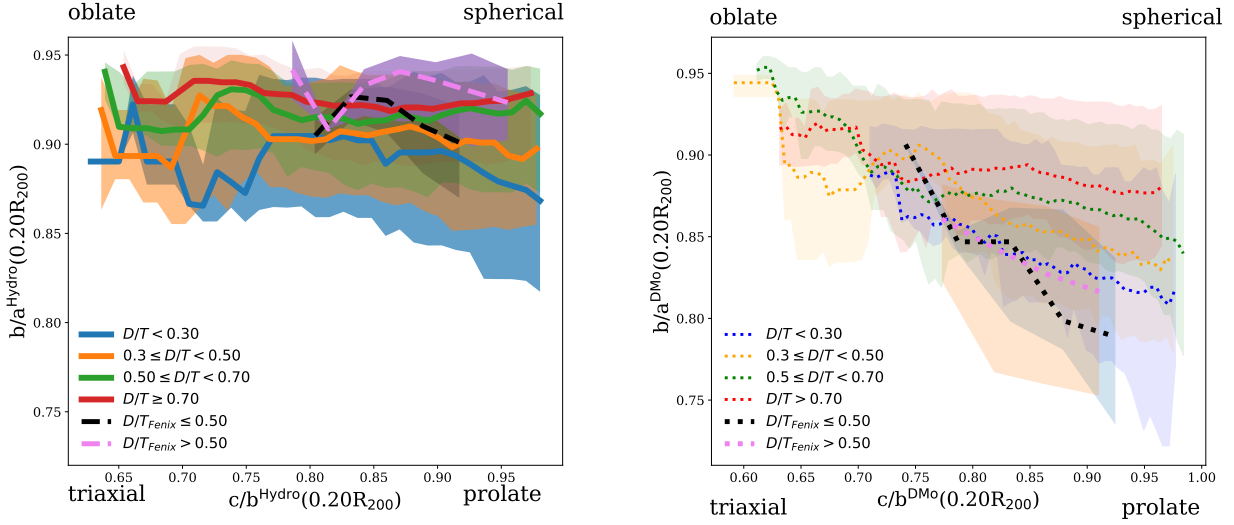 oblate
spherical
0.95
0.90
0.85
0.80
0.75
b/a^Hydro(0.20R_200)
D/T < 0.30
0.3 ≤ D/T < 0.50
0.50 ≤ D/T < 0.70
D/T ≥ 0.70
D/T_Fenix ≤ 0.50
D/T_Fenix > 0.50
0.65 0.70 0.75 0.80 0.85 0.90 0.95
triaxial
c/b^Hydro(0.20R_200)
prolate
oblate
spherical
0.95
0.90
0.85
0.80
0.75
b/a^DMo(0.20R_200)
D/T < 0.30
0.3 ≤ D/T < 0.50
0.5 ≤ D/T < 0.70
D/T > 0.70
D/T_Fenix ≤ 0.50
D/T_Fenix > 0.50
0.60 0.65 0.70 0.75 0.80 0.85 0.90 0.95 1.00
triaxial
c/b^DMo(0.20R_200)
prolate